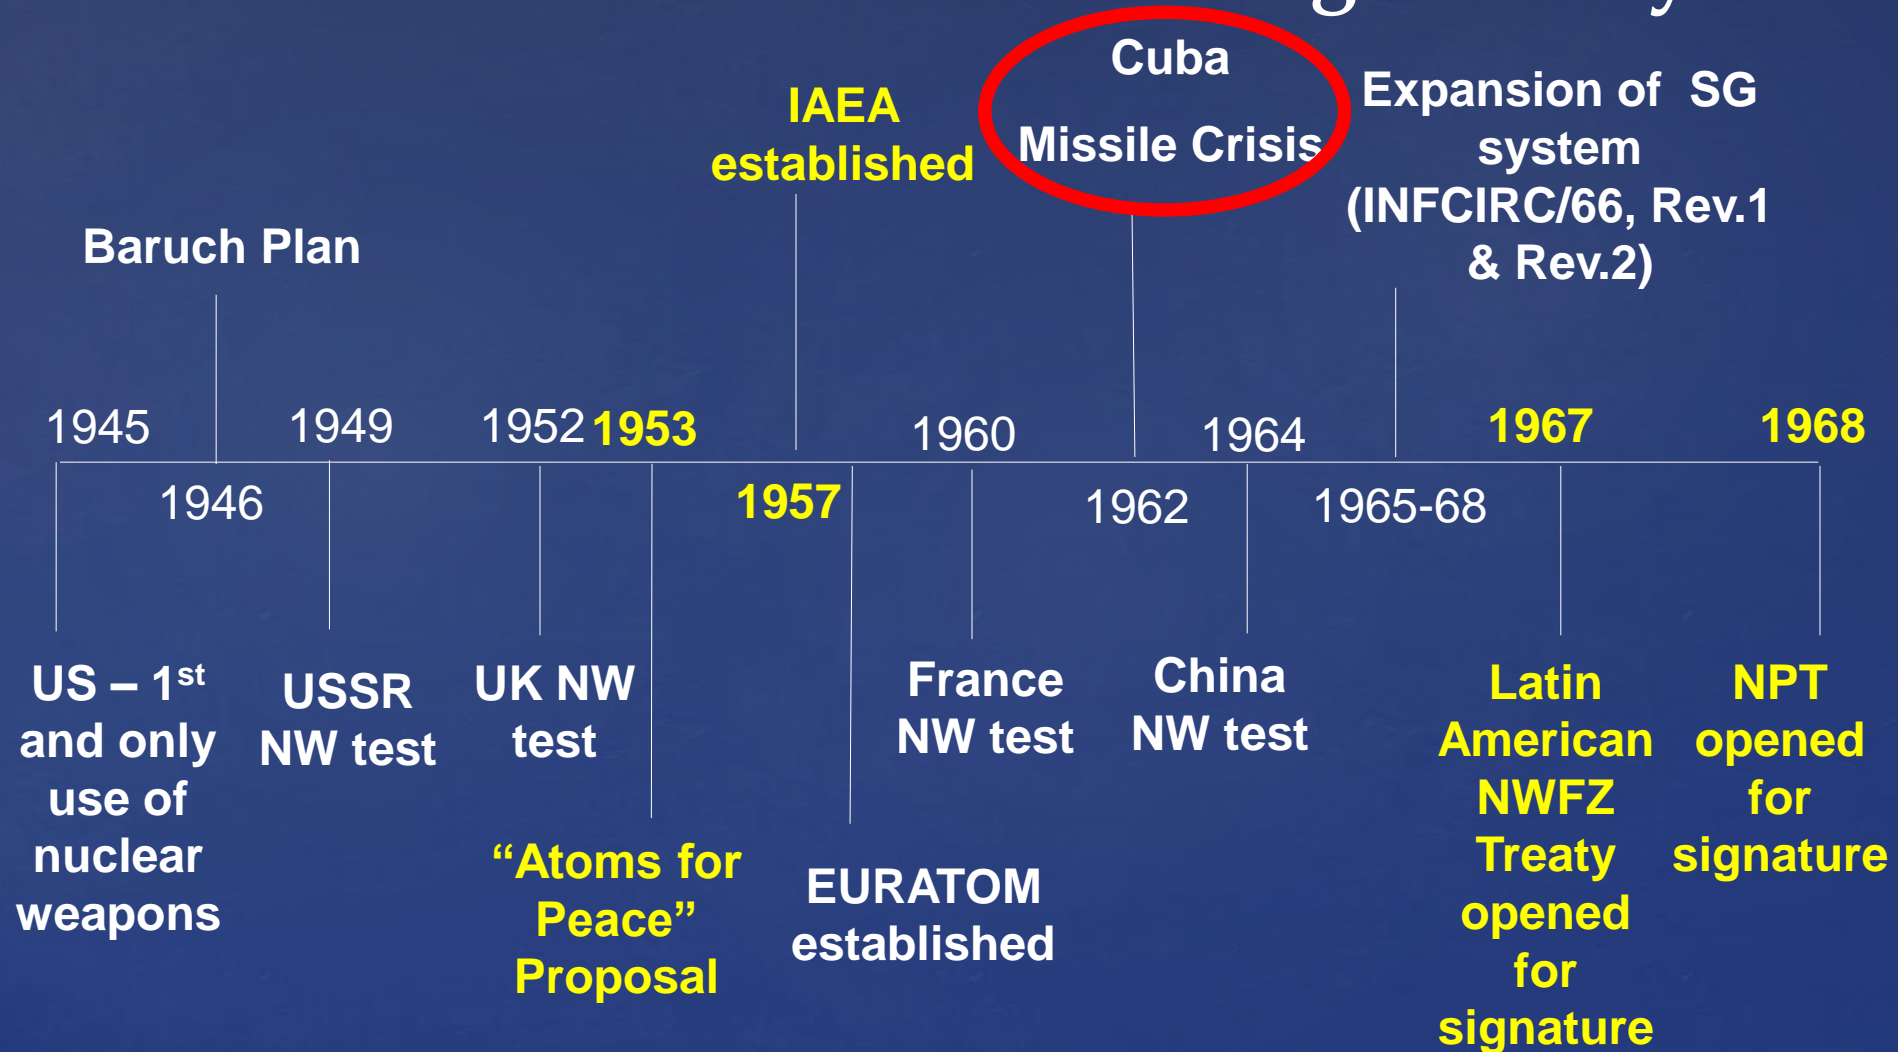 Cuba
Missile Crisis
IAEA
established
Expansion of SG
system
(INFCIRC/66, Rev.1
& Rev.2)
Baruch Plan
1945
1949
1952
1953
1960
1964
1967
1968
1946
1957
1962
1965-68
US – 1st
and only
use of
nuclear
weapons
USSR
NW test
UK NW
test
“Atoms for
Peace”
Proposal
EURATOM
established
France
NW test
China
NW test
Latin
American
NWFZ
Treaty
opened
for
signature
NPT
opened
for
signature